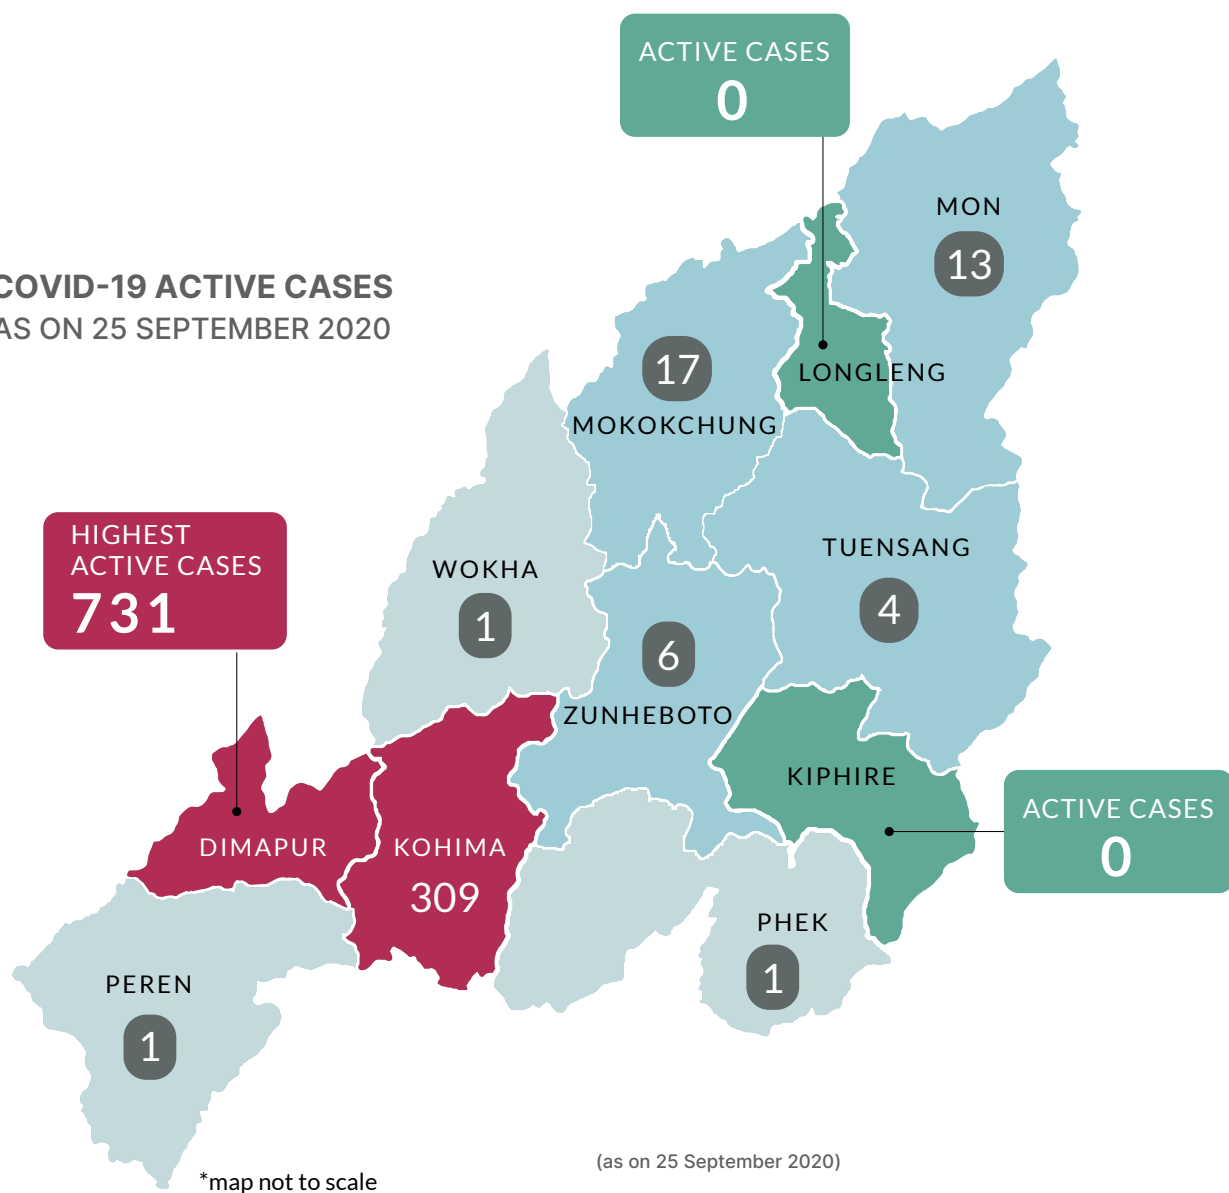 ACTIVE CASES
0
MON
13
COVID-19 ACTIVE CASES
AS ON 25 SEPTEMBER 2020
17
MOKOKCHUNG
LONGLENG
HIGHEST
ACTIVE CASES
731
WOKHA
1
TUENSANG
4
6
ZUNHEBOTO
KIPHIRE
ACTIVE CASES
0
DIMAPUR
KOHIMA
309
PHEK
1
PEREN
1
(as on 25 September 2020)
*map not to scale